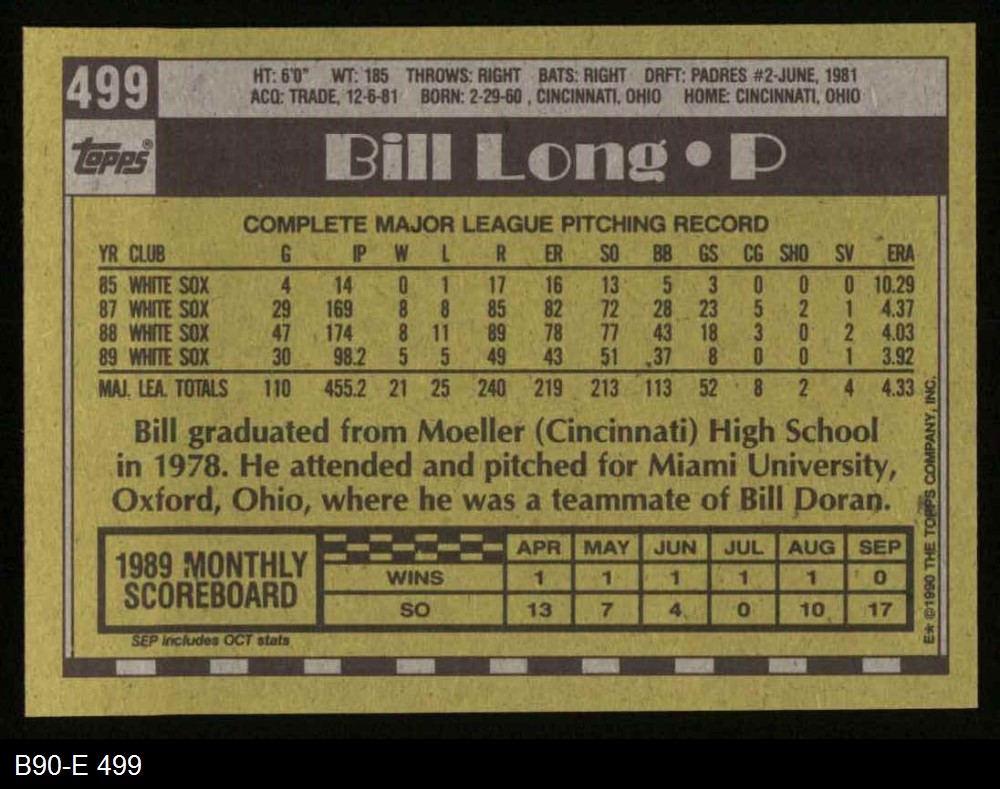 499
HT: 6'0" WT: 185 THROWS: RIGHT BATS: RIGHT DRFT: PADRES #2-JUNE, 1981
ACQ: TRADE, 12-6-81 BORN: 2-29-60 , CINCINNATI, OHIO HOME: CINCINNATI, OHIO
topps®
Bill Long • P
COMPLETE MAJOR LEAGUE PITCHING RECORD
YR CLUB G IP W L R ER SO BB GS CG SHO SV ERA
85 WHITE SOX 4 14 0 1 17 16 13 5 3 0 0 0 10.29
87 WHITE SOX 29 169 8 8 85 82 72 28 23 5 2 1 4.37
88 WHITE SOX 47 174 8 11 89 78 77 43 18 3 0 2 4.03
89 WHITE SOX 30 98.2 5 5 49 43 51 37 8 0 0 1 3.92
MAJ. LEA. TOTALS 110 455.2 21 25 240 219 213 113 52 8 2 4 4.33
Bill graduated from Moeller (Cincinnati) High School
in 1978. He attended and pitched for Miami University,
Oxford, Ohio, where he was a teammate of Bill Doran.
1989 MONTHLY
SCOREBOARD
APR MAY JUN JUL AUG SEP
WINS 1 1 1 1 1 0
SO 13 7 4 0 10 17
SEP includes OCT stats
E** ©1990 THE TOPPS COMPANY, INC.
B90-E 499